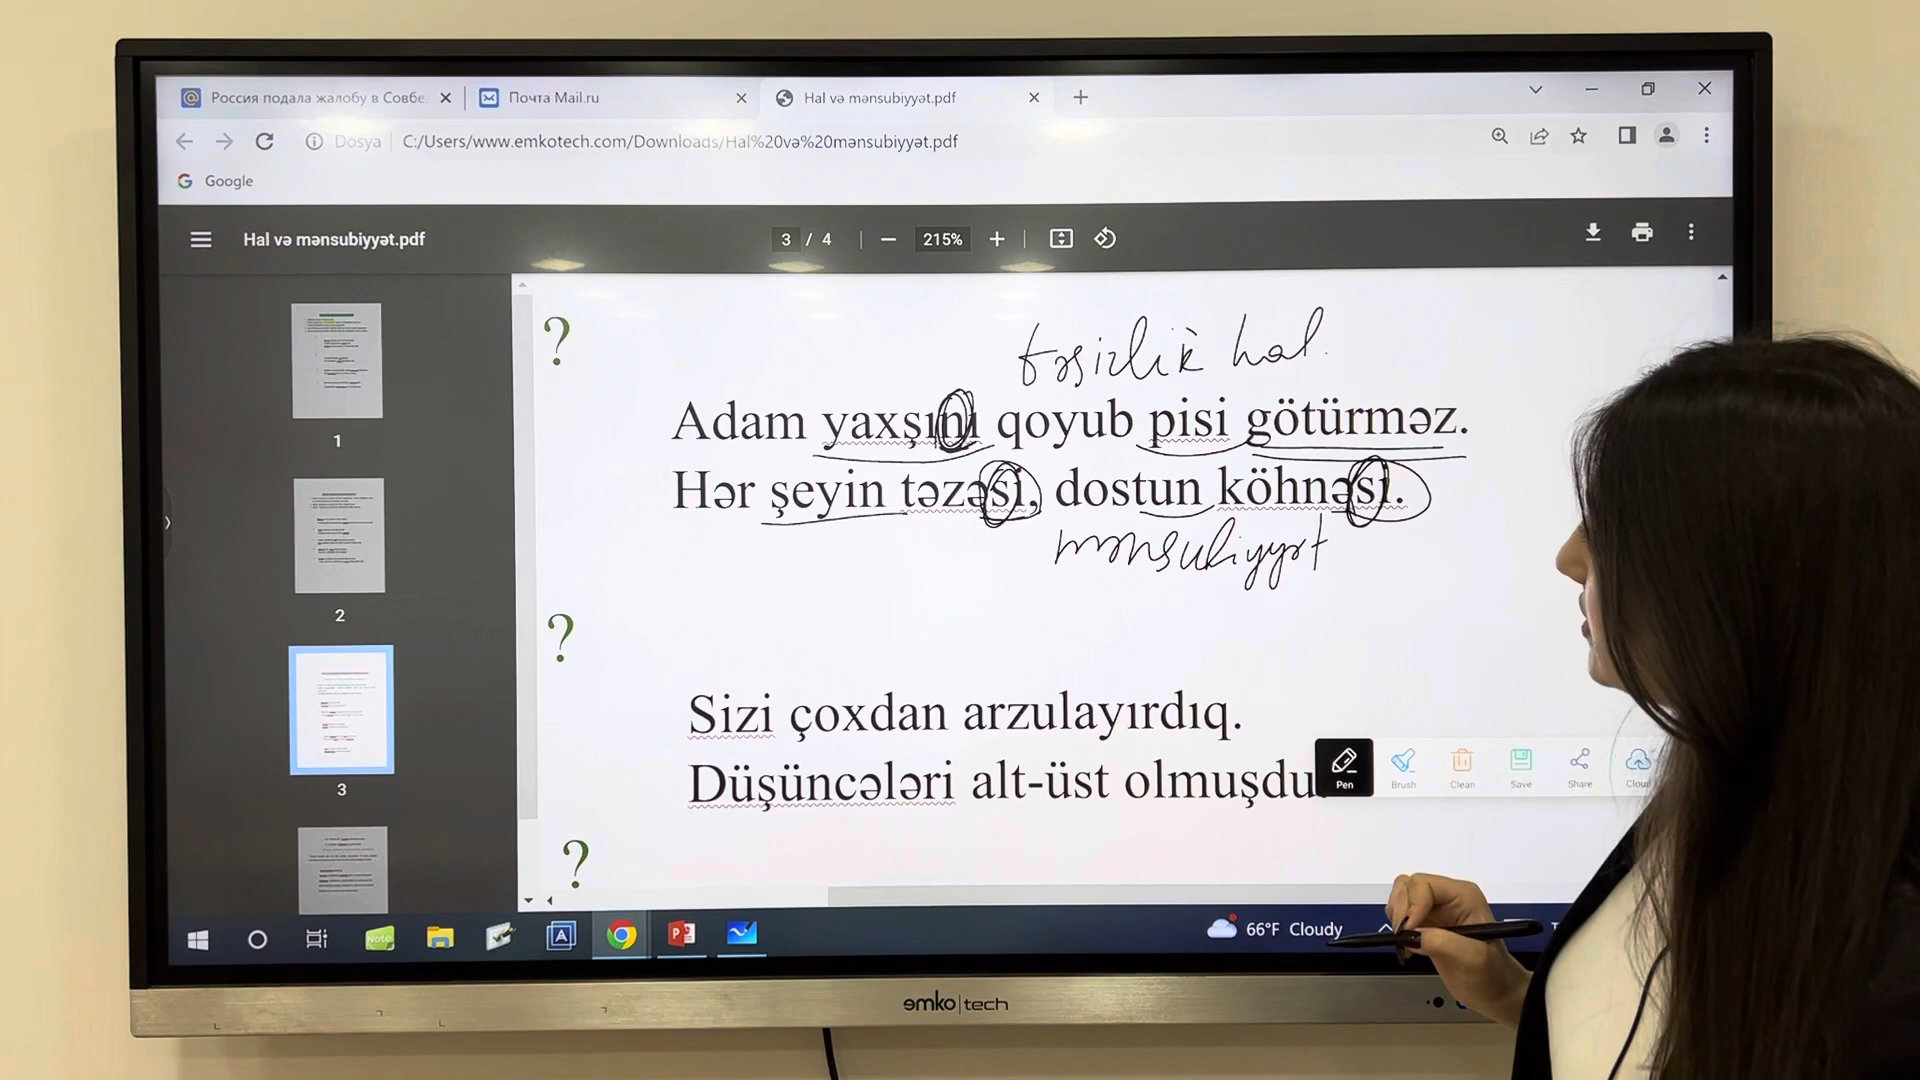 Россия подала жалобу в Совбе
Почта Mail.ru
Hal və mənsubiyyət.pdf
Dosya C:/Users/www.emkotech.com/Downloads/Hal%20və%20mənsubiyyət.pdf
Google
Hal və mənsubiyyət.pdf
3 / 4
215%
1
2
3
?
təsirlik hal.
Adam yaxşını qoyub pisi götürməz.
Hər şeyin təzəsi, dostun köhnəsi.
mənsubiyyət
?
Sizi çoxdan arzulayırdıq.
Düşüncələri alt-üst olmuşdu
Pen Brush Clean Save Share Cloud
?
Note
A
66°F Cloudy
emko|tech